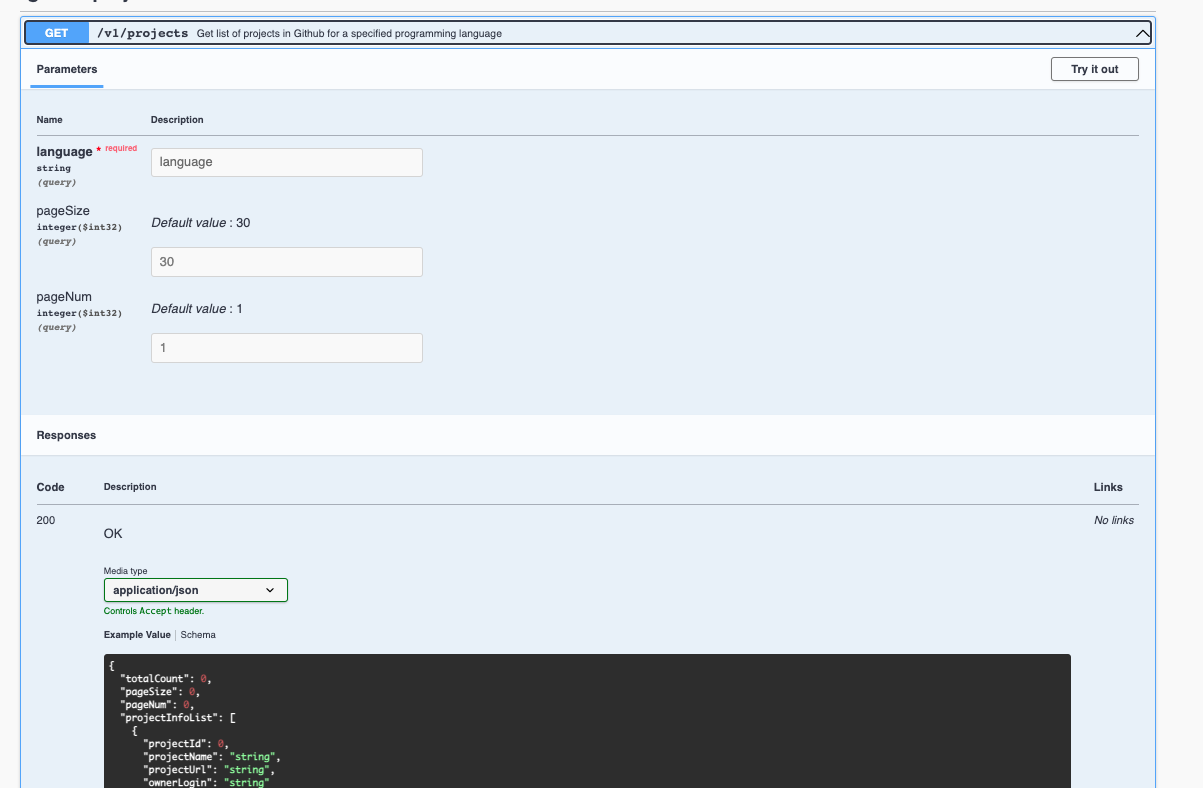 GET /v1/projects Get list of projects in Github for a specified programming language
Parameters
Try it out
Name Description
language * required
string
(query)
language
pageSize
integer($int32)
(query)
Default value : 30
30
pageNum
integer($int32)
(query)
Default value : 1
1
Responses
Code Description Links
200
OK
No links
Media type
application/json
Controls Accept header.
Example Value | Schema
{
  "totalCount": 0,
  "pageSize": 0,
  "pageNum": 0,
  "projectInfoList": [
    {
      "projectId": 0,
      "projectName": "string",
      "projectUrl": "string",
      "ownerLogin": "string"